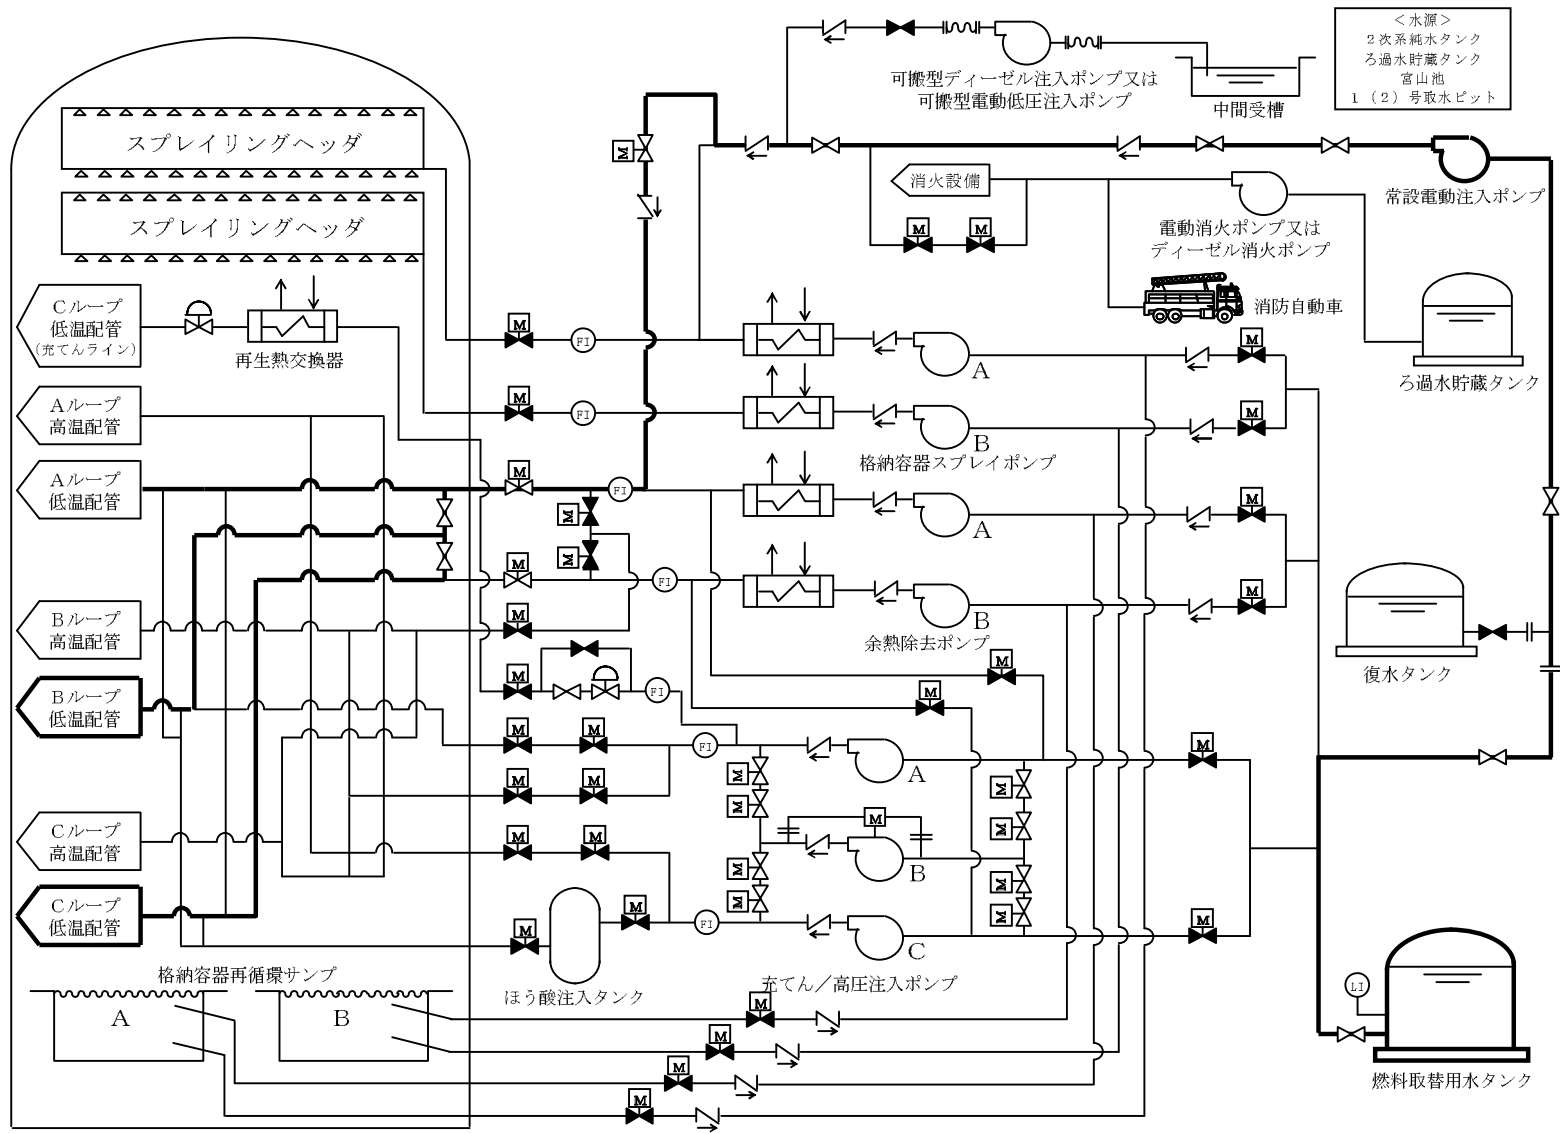 <水源>
2次系純水タンク
ろ過水貯蔵タンク
宮山池
1(2)号取水ピット
可搬型ディーゼル注入ポンプ又は
可搬型電動低圧注入ポンプ
中間受槽
スプレイリングヘッダ
M
消火設備
常設電動注入ポンプ
スプレイリングヘッダ
M
M
電動消火ポンプ又は
ディーゼル消火ポンプ
Cループ
低温配管
(充てんライン)
再生熱交換器
消防自動車
M
FI
A
M
ろ過水貯蔵タンク
Aループ
高温配管
M
FI
B
M
格納容器スプレイポンプ
Aループ
低温配管
M
FI
M
A
M
M
M
FI
B
M
余熱除去ポンプ
Bループ
高温配管
M
M
復水タンク
Bループ
低温配管
M
FI
M
M
M
FI
A
M
M
M
M
M
M
M
M
B
Cループ
高温配管
M
M
M
M
M
M
Cループ
低温配管
M
M
FI
C
M
ほう酸注入タンク
充てん/高圧注入ポンプ
格納容器再循環サンプ
A
B
M
M
M
M
LI
燃料取替用水タンク